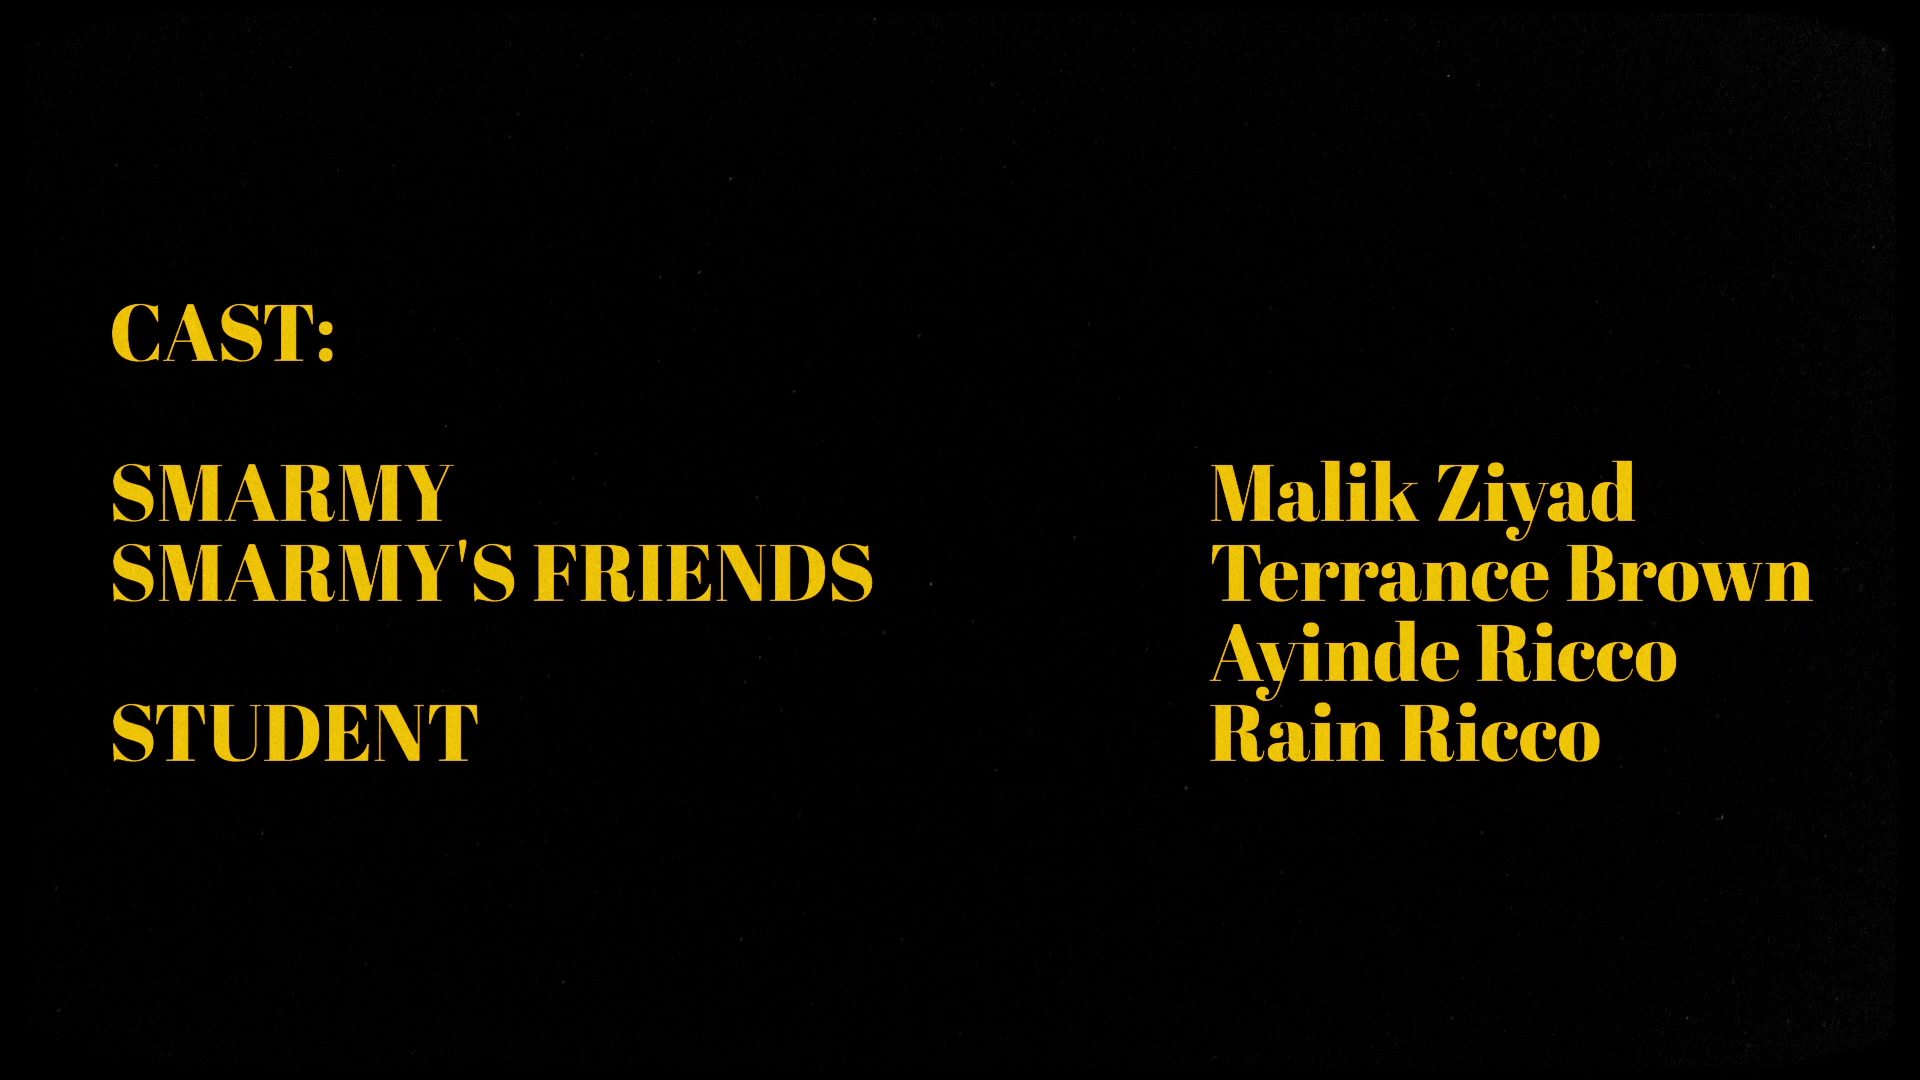 CAST:
SMARMY Malik Ziyad
SMARMY'S FRIENDS Terrance Brown
Ayinde Ricco
STUDENT Rain Ricco